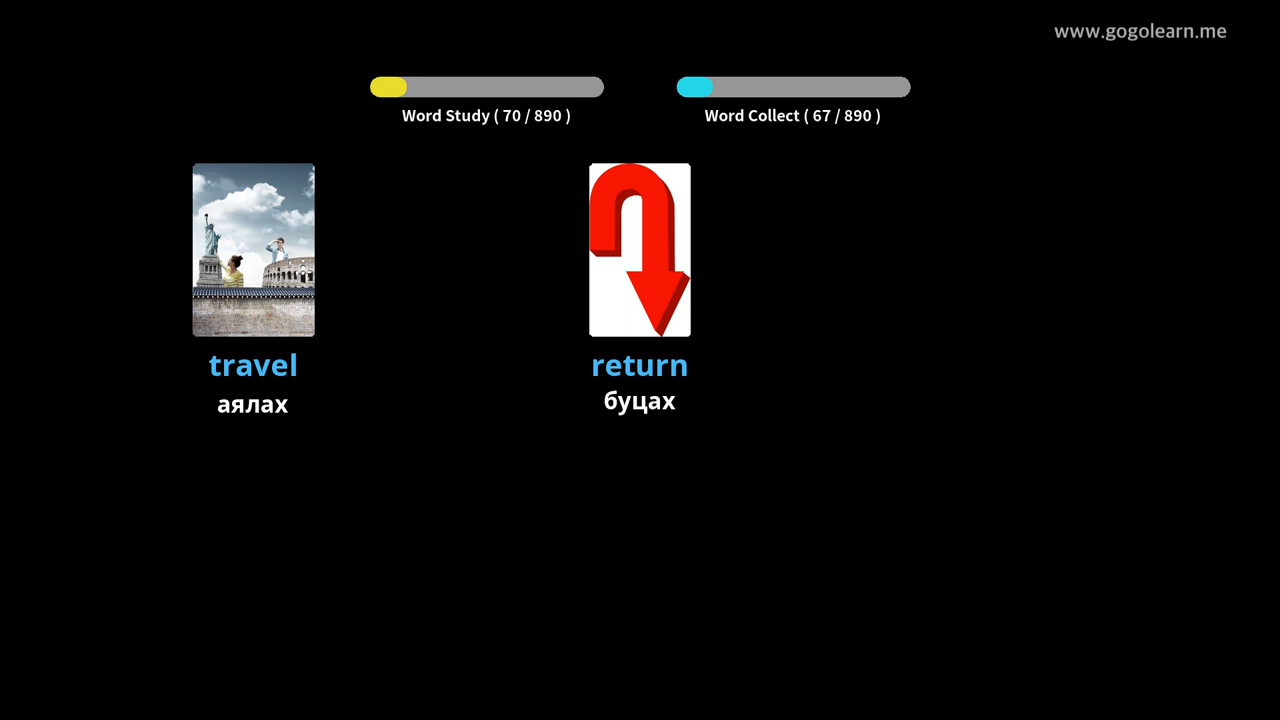 www.gogolearn.me
Word Study ( 70 / 890 )
Word Collect ( 67 / 890 )
travel
аялах
return
буцах